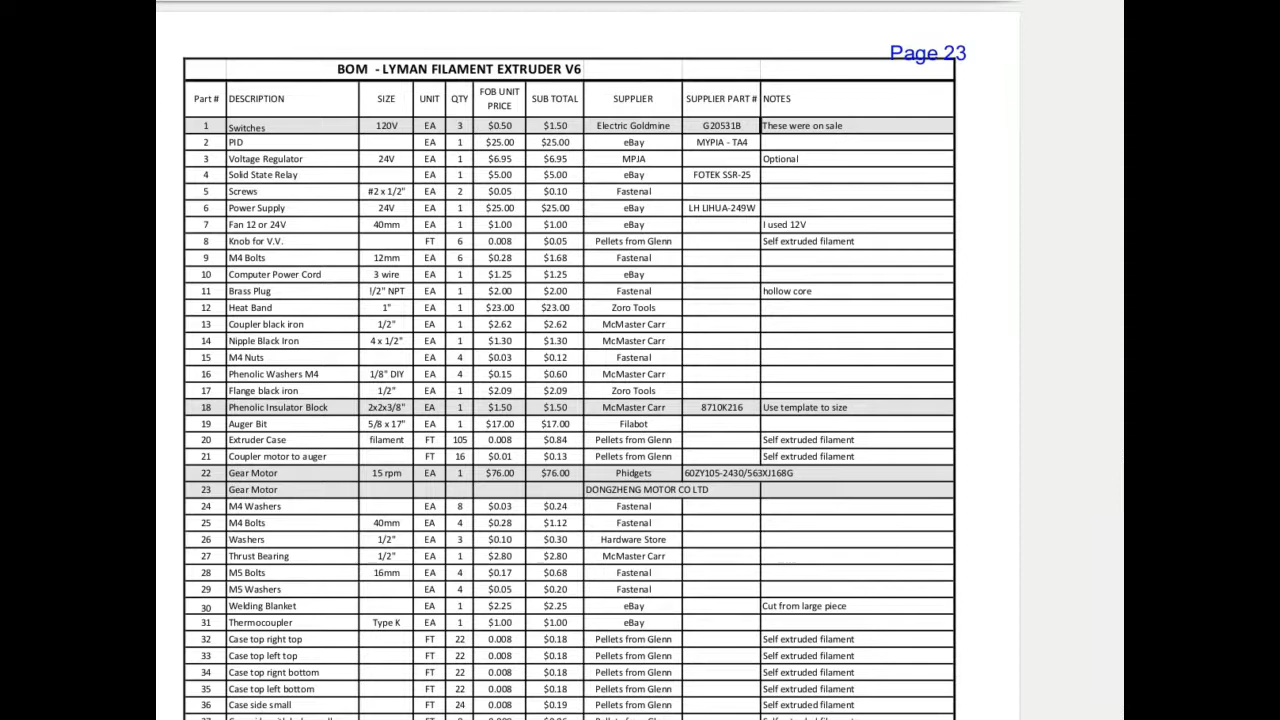 Page 23
BOM - LYMAN FILAMENT EXTRUDER V6
Part # DESCRIPTION SIZE UNIT QTY FOB UNIT PRICE SUB TOTAL SUPPLIER SUPPLIER PART # NOTES
1 Switches 120V EA 3 $0.50 $1.50 Electric Goldmine G20531B These were on sale
2 PID EA 1 $25.00 $25.00 eBay MYPIA - TA4
3 Voltage Regulator 24V EA 1 $6.95 $6.95 MPJA Optional
4 Solid State Relay EA 1 $5.00 $5.00 eBay FOTEK SSR-25
5 Screws #2 x 1/2" EA 2 $0.05 $0.10 Fastenal
6 Power Supply 24V EA 1 $25.00 $25.00 eBay LH LIHUA-249W
7 Fan 12 or 24V 40mm EA 1 $1.00 $1.00 eBay I used 12V
8 Knob for V.V. FT 6 0.008 $0.05 Pellets from Glenn Self extruded filament
9 M4 Bolts 12mm EA 6 $0.28 $1.68 Fastenal
10 Computer Power Cord 3 wire EA 1 $1.25 $1.25 eBay
11 Brass Plug l/2" NPT EA 1 $2.00 $2.00 Fastenal hollow core
12 Heat Band 1" EA 1 $23.00 $23.00 Zoro Tools
13 Coupler black iron 1/2" EA 1 $2.62 $2.62 McMaster Carr
14 Nipple Black Iron 4 x 1/2" EA 1 $1.30 $1.30 McMaster Carr
15 M4 Nuts EA 4 $0.03 $0.12 Fastenal
16 Phenolic Washers M4 1/8" DIY EA 4 $0.15 $0.60 McMaster Carr
17 Flange black iron 1/2" EA 1 $2.09 $2.09 Zoro Tools
18 Phenolic Insulator Block 2x2x3/8" EA 1 $1.50 $1.50 McMaster Carr 8710K216 Use template to size
19 Auger Bit 5/8 x 17" EA 1 $17.00 $17.00 Filabot
20 Extruder Case filament FT 105 0.008 $0.84 Pellets from Glenn Self extruded filament
21 Coupler motor to auger FT 16 $0.01 $0.13 Pellets from Glenn Self extruded filament
22 Gear Motor 15 rpm EA 1 $76.00 $76.00 Phidgets 60ZY105-2430/563XJ168G
23 Gear Motor DONGZHENG MOTOR CO LTD
24 M4 Washers EA 8 $0.03 $0.24 Fastenal
25 M4 Bolts 40mm EA 4 $0.28 $1.12 Fastenal
26 Washers 1/2" EA 3 $0.10 $0.30 Hardware Store
27 Thrust Bearing 1/2" EA 1 $2.80 $2.80 McMaster Carr
28 M5 Bolts 16mm EA 4 $0.17 $0.68 Fastenal
29 M5 Washers EA 4 $0.05 $0.20 Fastenal
30 Welding Blanket EA 1 $2.25 $2.25 eBay Cut from large piece
31 Thermocoupler Type K EA 1 $1.00 $1.00 eBay
32 Case top right top FT 22 0.008 $0.18 Pellets from Glenn Self extruded filament
33 Case top left top FT 22 0.008 $0.18 Pellets from Glenn Self extruded filament
34 Case top rignt bottom FT 22 0.008 $0.18 Pellets from Glenn Self extruded filament
35 Case top left bottom FT 22 0.008 $0.18 Pellets from Glenn Self extruded filament
36 Case side small FT 24 0.008 $0.19 Pellets from Glenn Self extruded filament